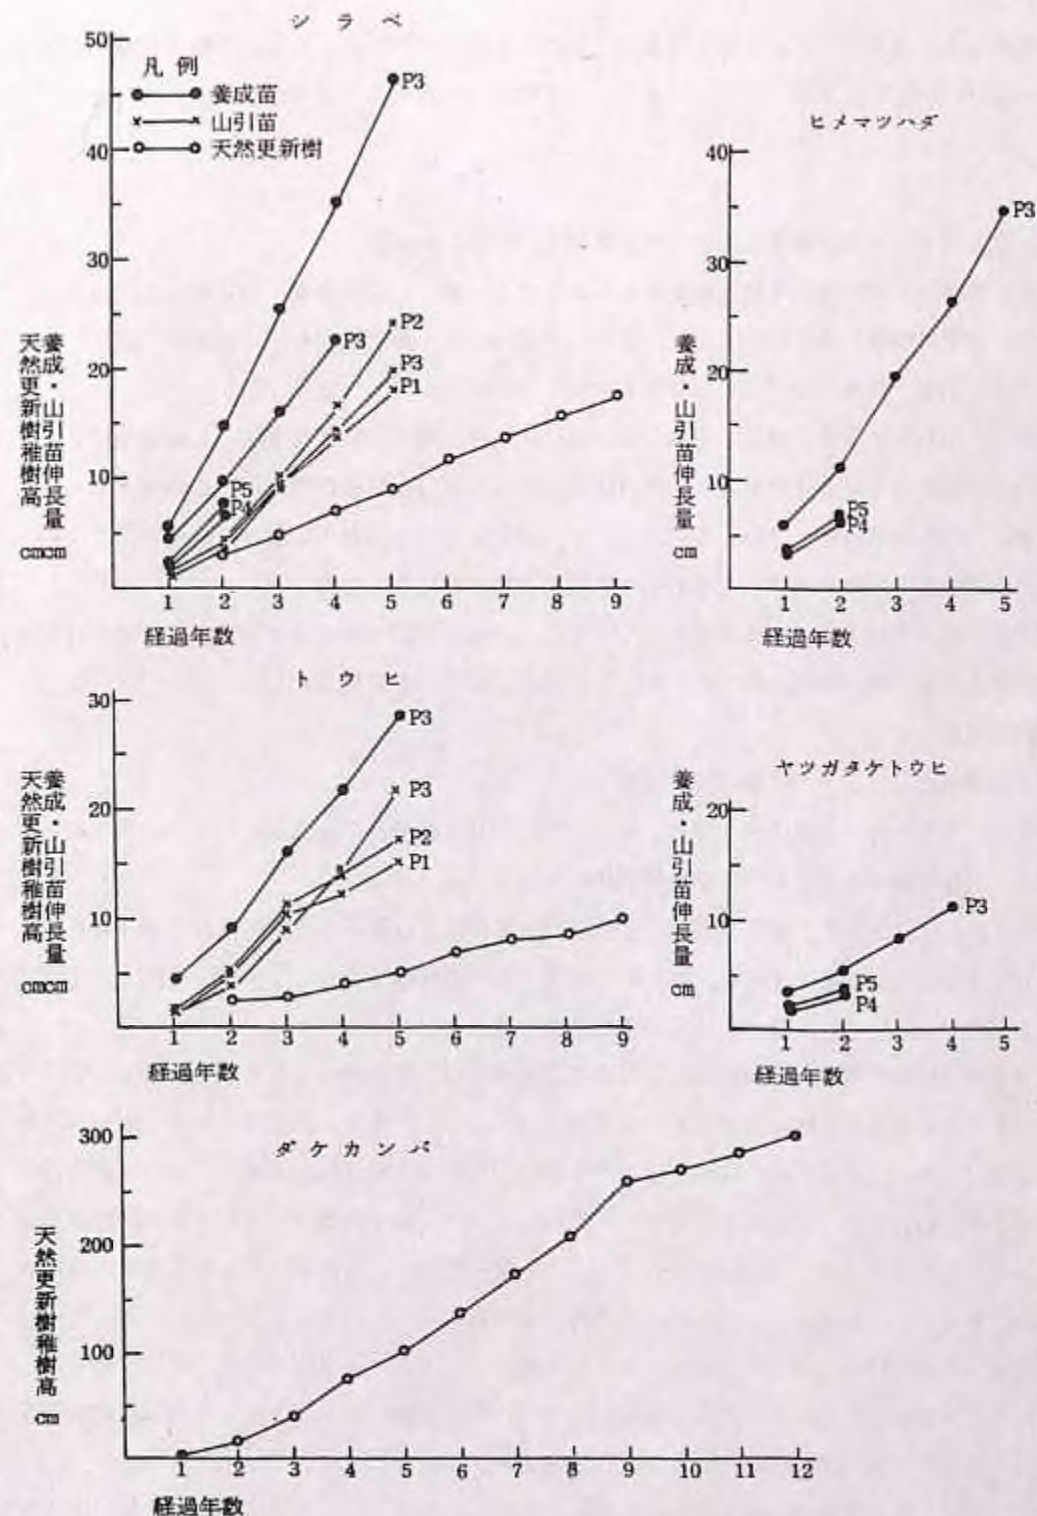 シラベ
凡例
養成苗
山引苗
天然更新樹
50
40
30
20
10
P3
P3
P2
P3
P1
P5
P4
養成・山引苗伸長量 cm
天然更新樹稚樹高 cm
1 2 3 4 5 6 7 8 9
経過年数
ヒメマツハダ
40
30
20
10
P3
P5
P4
養成・山引苗伸長量 cm
1 2 3 4 5
経過年数
トウヒ
30
20
10
P3
P3
P2
P1
養成・山引苗伸長量 cm
天然更新樹稚樹高 cm
1 2 3 4 5 6 7 8 9
経過年数
ヤツガタケトウヒ
20
10
P3
P5
P4
養成・山引苗伸長量 cm
1 2 3 4 5
経過年数
ダケカンバ
300
200
100
天然更新樹稚樹高 cm
1 2 3 4 5 6 7 8 9 10 11 12
経過年数